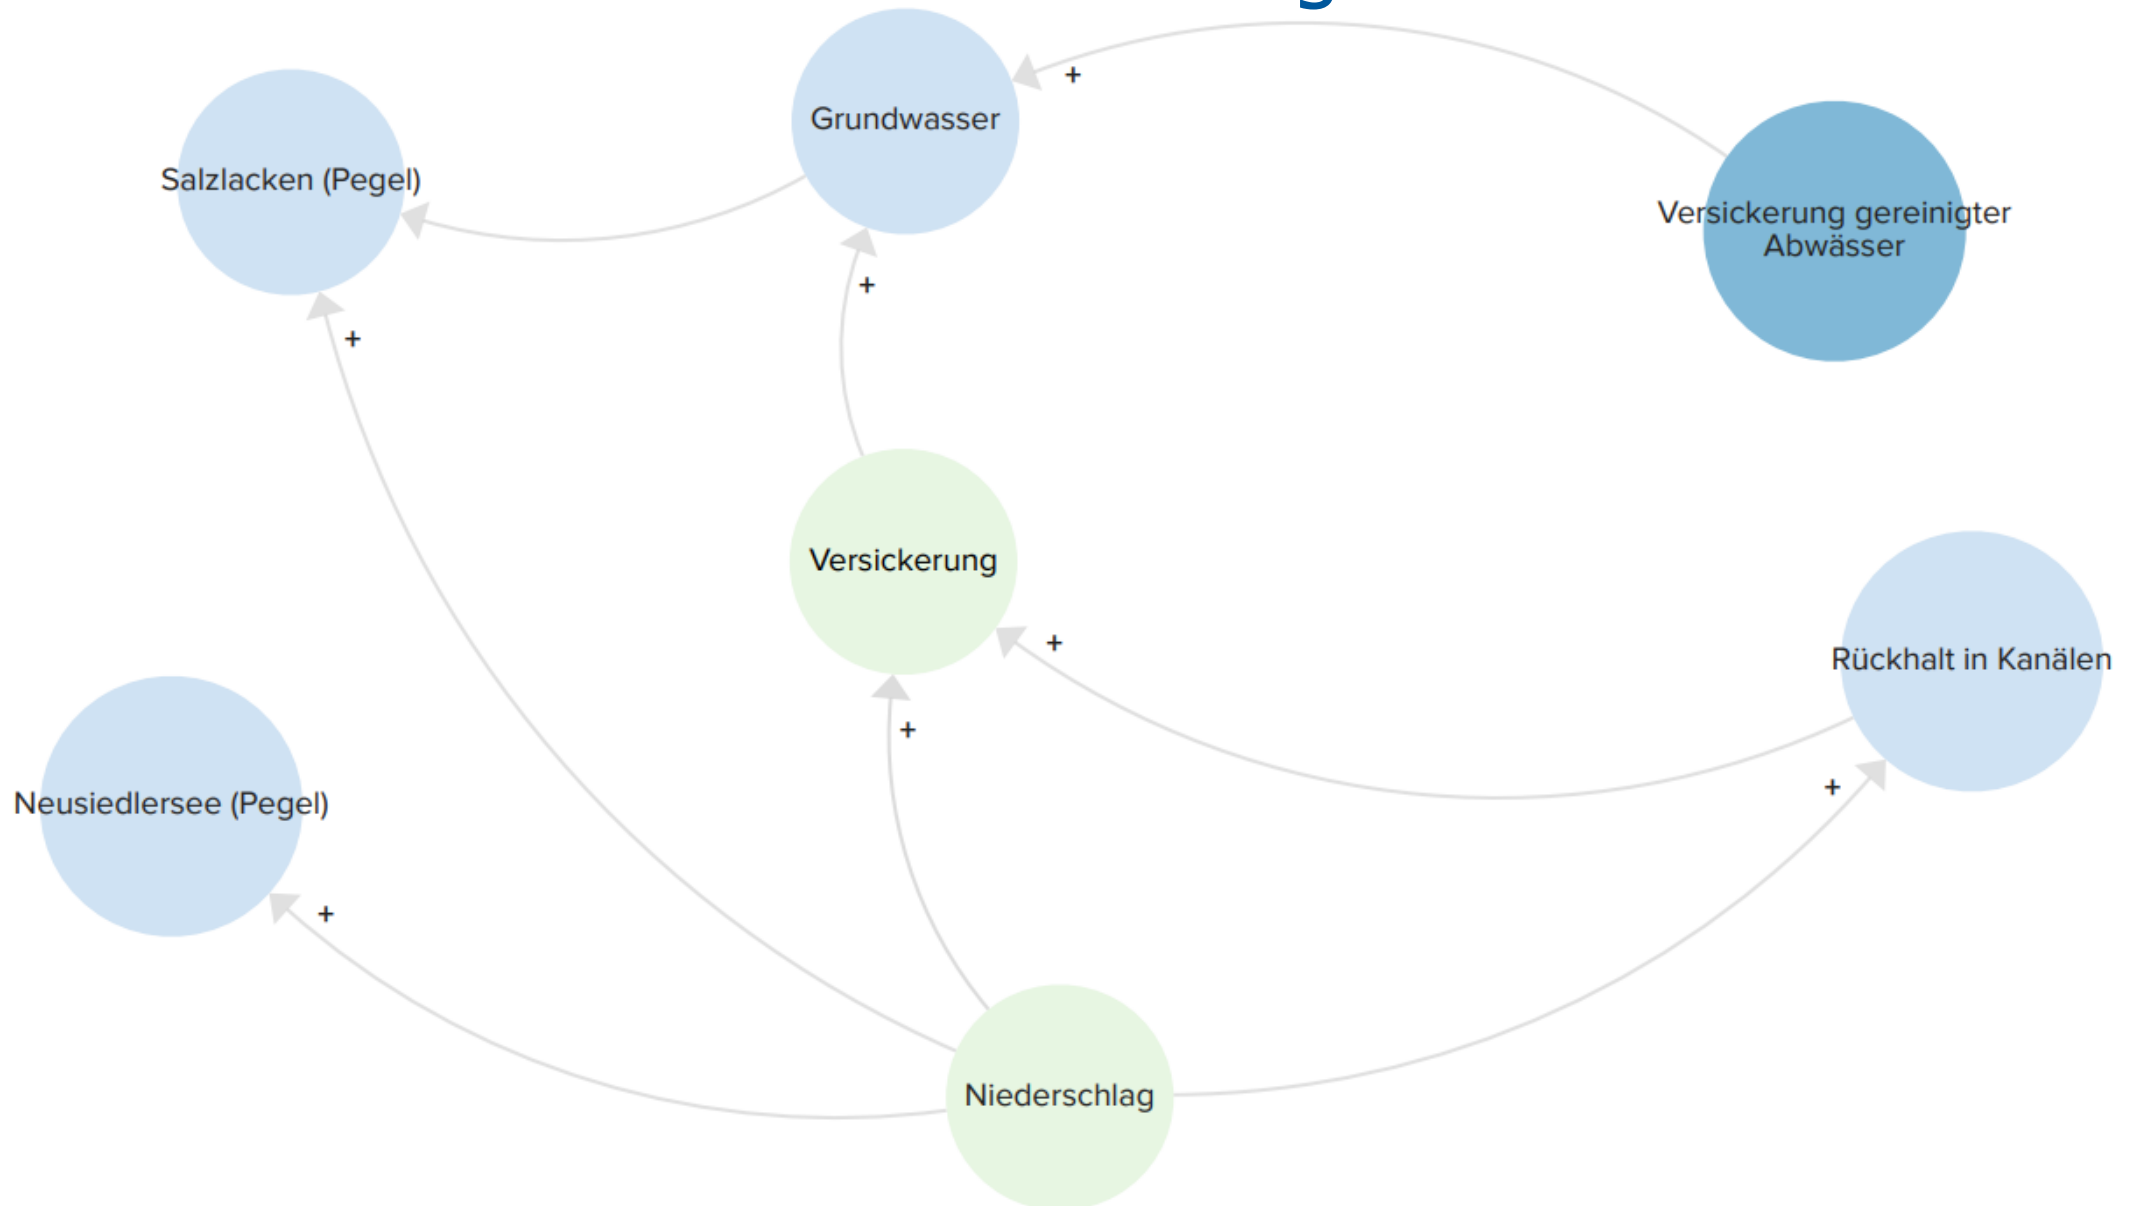 Grundwasser
+
Salzlacken (Pegel)
Versickerung gereinigter
Abwässer
+
+
Versickerung
+
Rückhalt in Kanälen
+
+
Neusiedlersee (Pegel)
+
Niederschlag